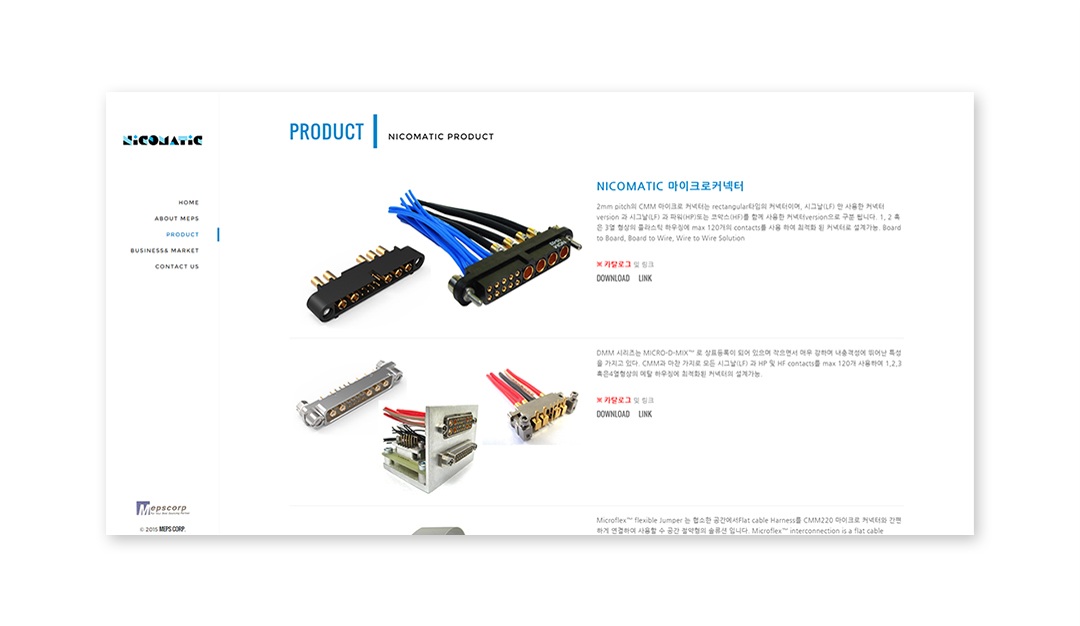 NICOMATIC
HOME
ABOUT MEPS
PRODUCT
BUSINESS& MARKET
CONTACT US
Mepscorp
© 2015 MEPS CORP.
PRODUCT
NICOMATIC PRODUCT
NICOMATIC 마이크로커넥터
2mm pitch의 CMM 마이크로 커넥터는 rectangular타입의 커넥터이며, 시그날(LF) 만 사용한 커넥터
version 과 시그날(LF) 과 파워(HP)또는 코악스(HF)를 함께 사용한 커넥터version으로 구분 됩니다. 1, 2 혹
은 3열 형상의 플라스틱 하우징에 max 120개의 contacts를 사용 하여 최적화 된 커넥터로 설계가능. Board
to Board, Board to Wire, Wire to Wire Solution
※ 카탈로그 및 링크
DOWNLOAD LINK
DMM 시리즈는 MICRO-D-MIX™ 로 상표등록이 되어 있으며 작으면서 매우 강하며 내충격성에 뛰어난 특성
을 가지고 있다. CMM과 마찬 가지로 모든 시그날(LF) 과 HP 및 HF contacts를 max 120개 사용하여 1,2,3
혹은4열형상의 메탈 하우징에 최적화된 커넥터의 설계가능.
※ 카탈로그 및 링크
DOWNLOAD LINK
Microflex™ flexible Jumper 는 협소한 공간에서Flat cable Harness를 CMM220 마이크로 커넥터와 간편
하게 연결하여 사용할 수 공간 절약형의 솔루션 입니다. Microflex™ interconnection is a flat cable